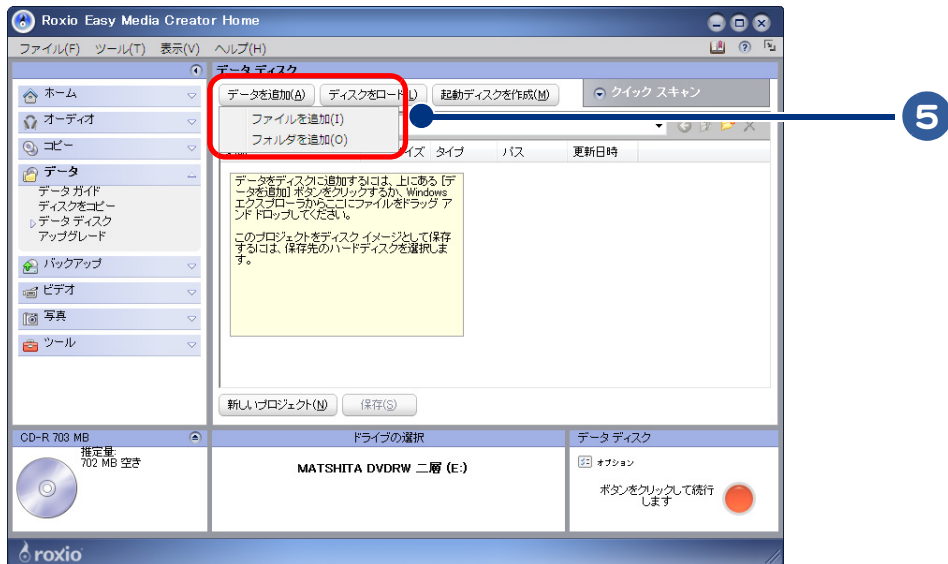 Roxio Easy Media Creator Home
ファイル(F) ツール(T) 表示(V) ヘルプ(H)
データ ディスク
ホーム
オーディオ
コピー
データ
データ ガイド
ディスクをコピー
データ ディスク
アップグレード
バックアップ
ビデオ
写真
ツール
データを追加(A) ディスクをロード(L) 起動ディスクを作成(M) クイック スキャン
ファイルを追加(I)
フォルダを追加(O)
5
イズ タイプ パス 更新日時
データをディスクに追加するには、上にある [デ
ータを追加] ボタンをクリックするか、Windows
エクスプローラからここにファイルをドラッグ ア
ンド ドロップしてください。
このプロジェクトをディスク イメージとして保存
するには、保存先のハードディスクを選択しま
す。
新しいプロジェクト(N) 保存(S)
CD-R 703 MB
推定量:
702 MB 空き
ドライブの選択
MATSHITA DVDRW 二層 (E:)
データ ディスク
オプション
ボタンをクリックして続行
します
roxio